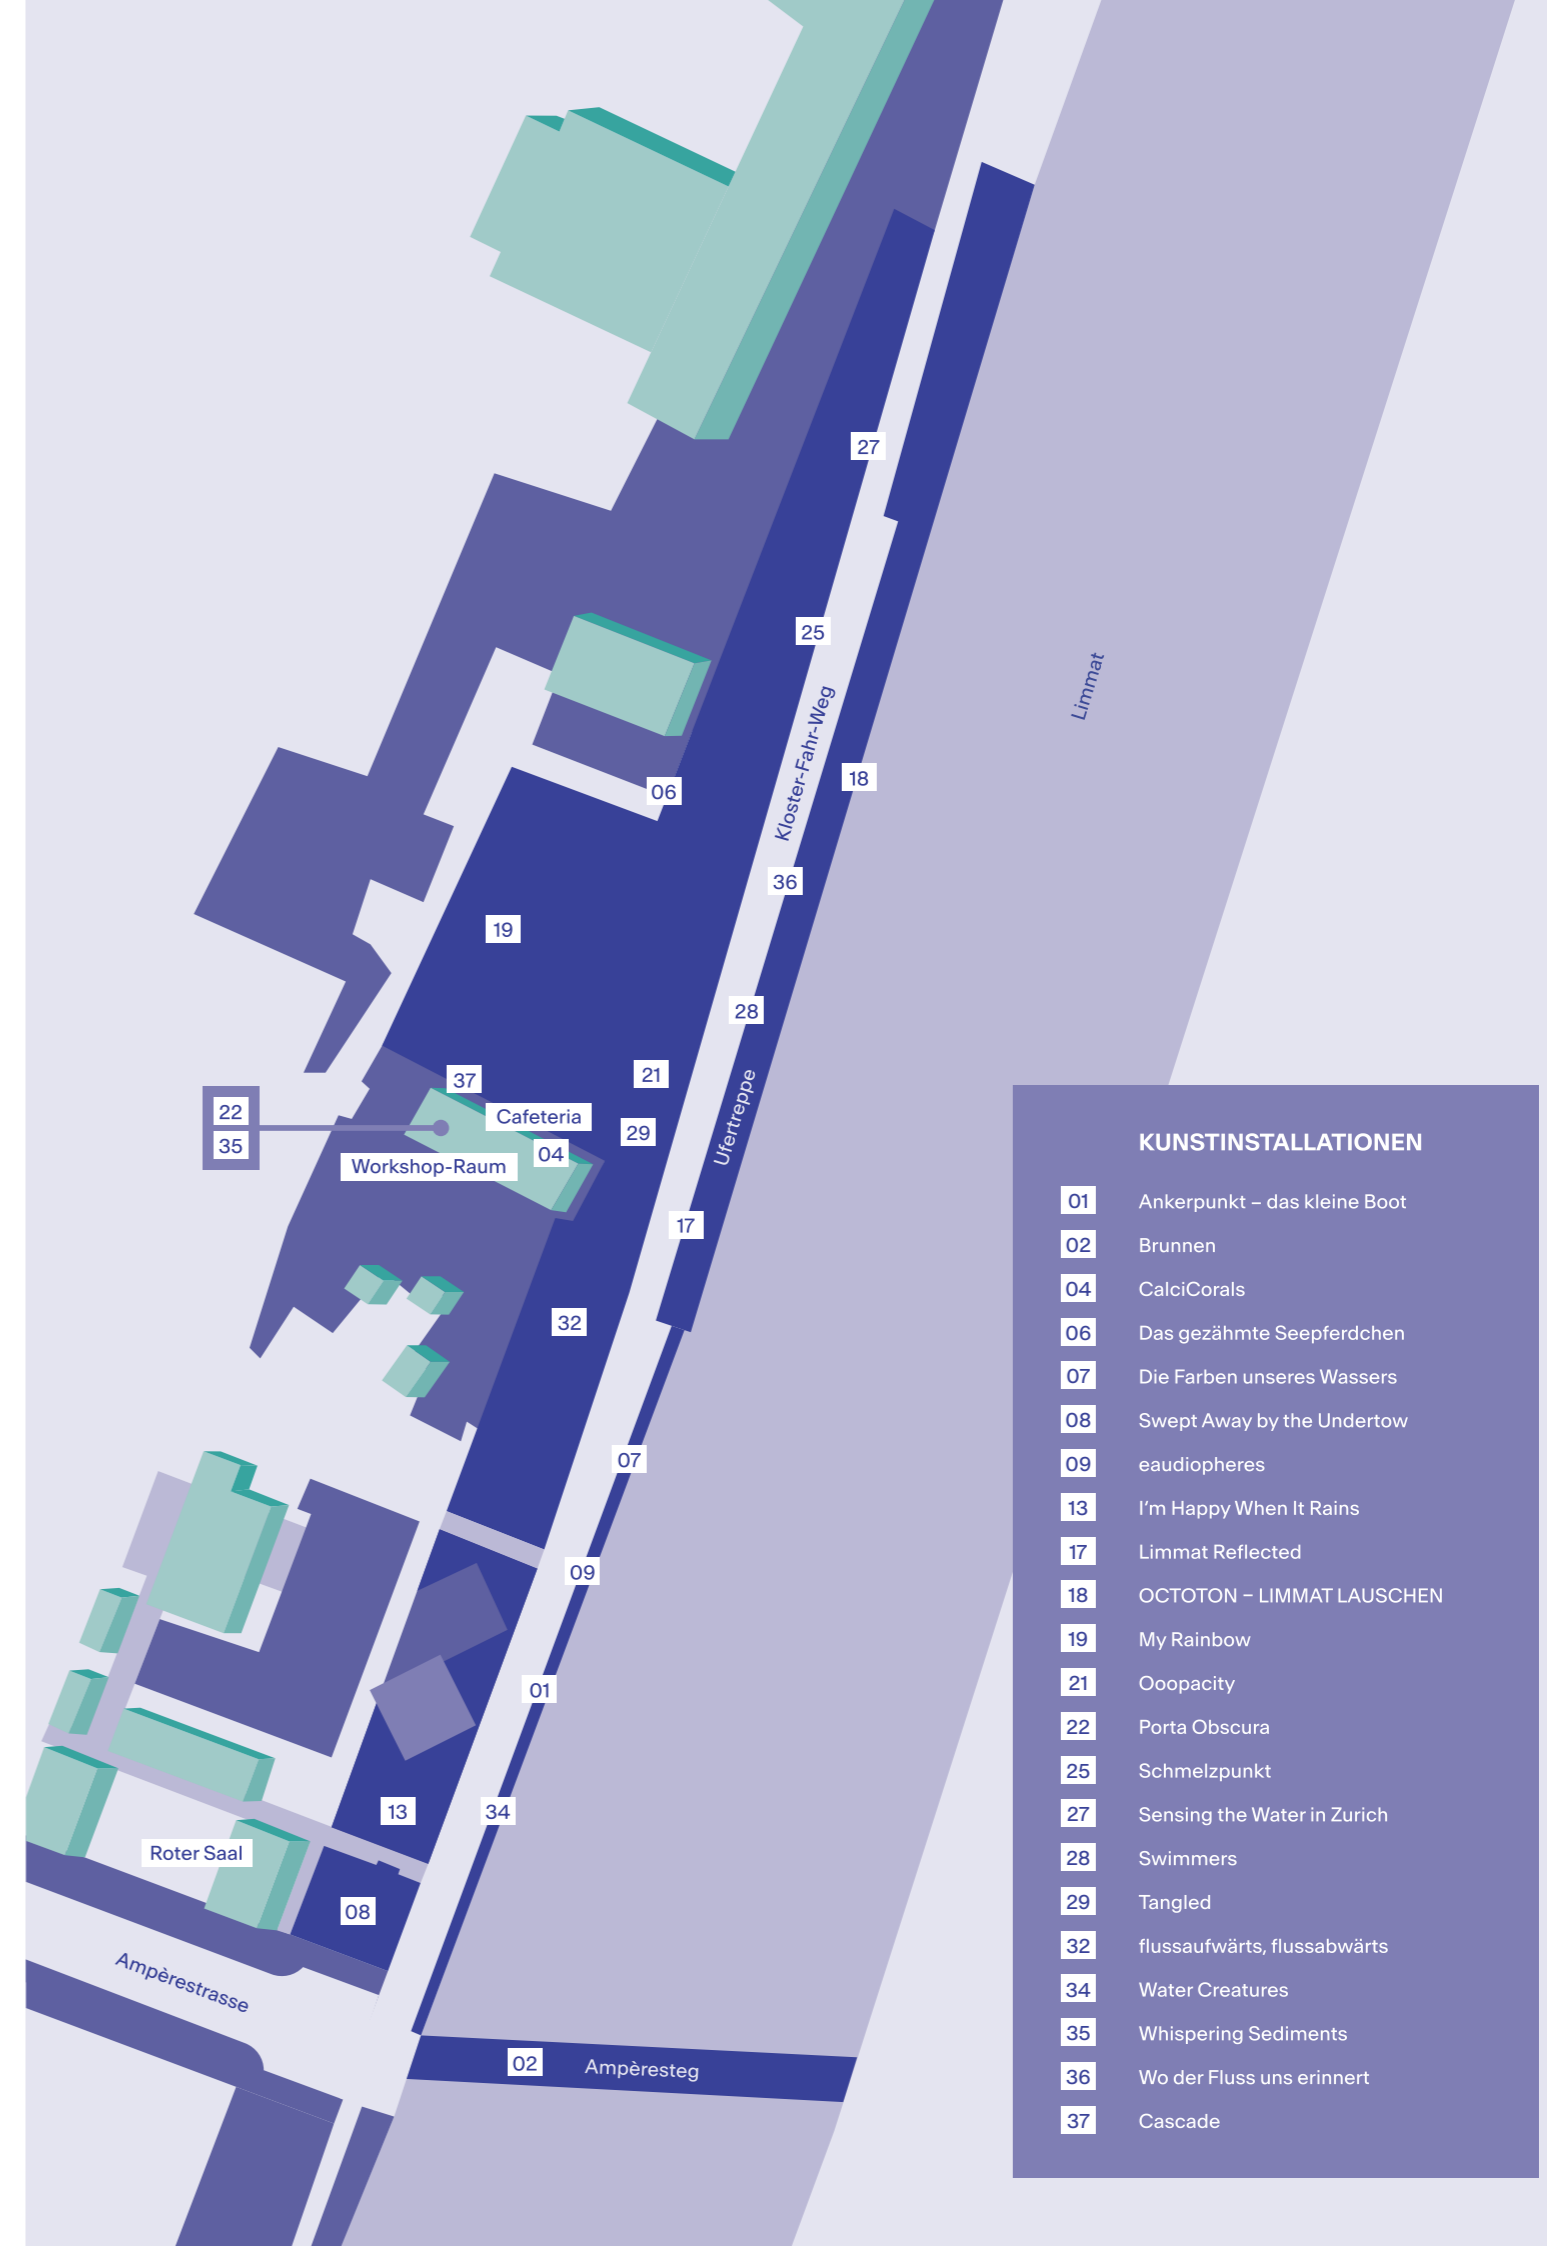 27
25
Limmat
Kloster-Fahr-Weg
18
06
36
19
28
21
37
22
Cafeteria
29
35
04
Workshop-Raum
Ufertreppe
17
32
07
09
01
13
34
Roter Saal
08
Ampèrestrasse
02 Ampèresteg
KUNSTINSTALLATIONEN
01 Ankerpunkt – das kleine Boot
02 Brunnen
04 CalciCorals
06 Das gezähmte Seepferdchen
07 Die Farben unseres Wassers
08 Swept Away by the Undertow
09 eaudiopheres
13 I’m Happy When It Rains
17 Limmat Reflected
18 OCTOTON – LIMMAT LAUSCHEN
19 My Rainbow
21 Ooopacity
22 Porta Obscura
25 Schmelzpunkt
27 Sensing the Water in Zurich
28 Swimmers
29 Tangled
32 flussaufwärts, flussabwärts
34 Water Creatures
35 Whispering Sediments
36 Wo der Fluss uns erinnert
37 Cascade